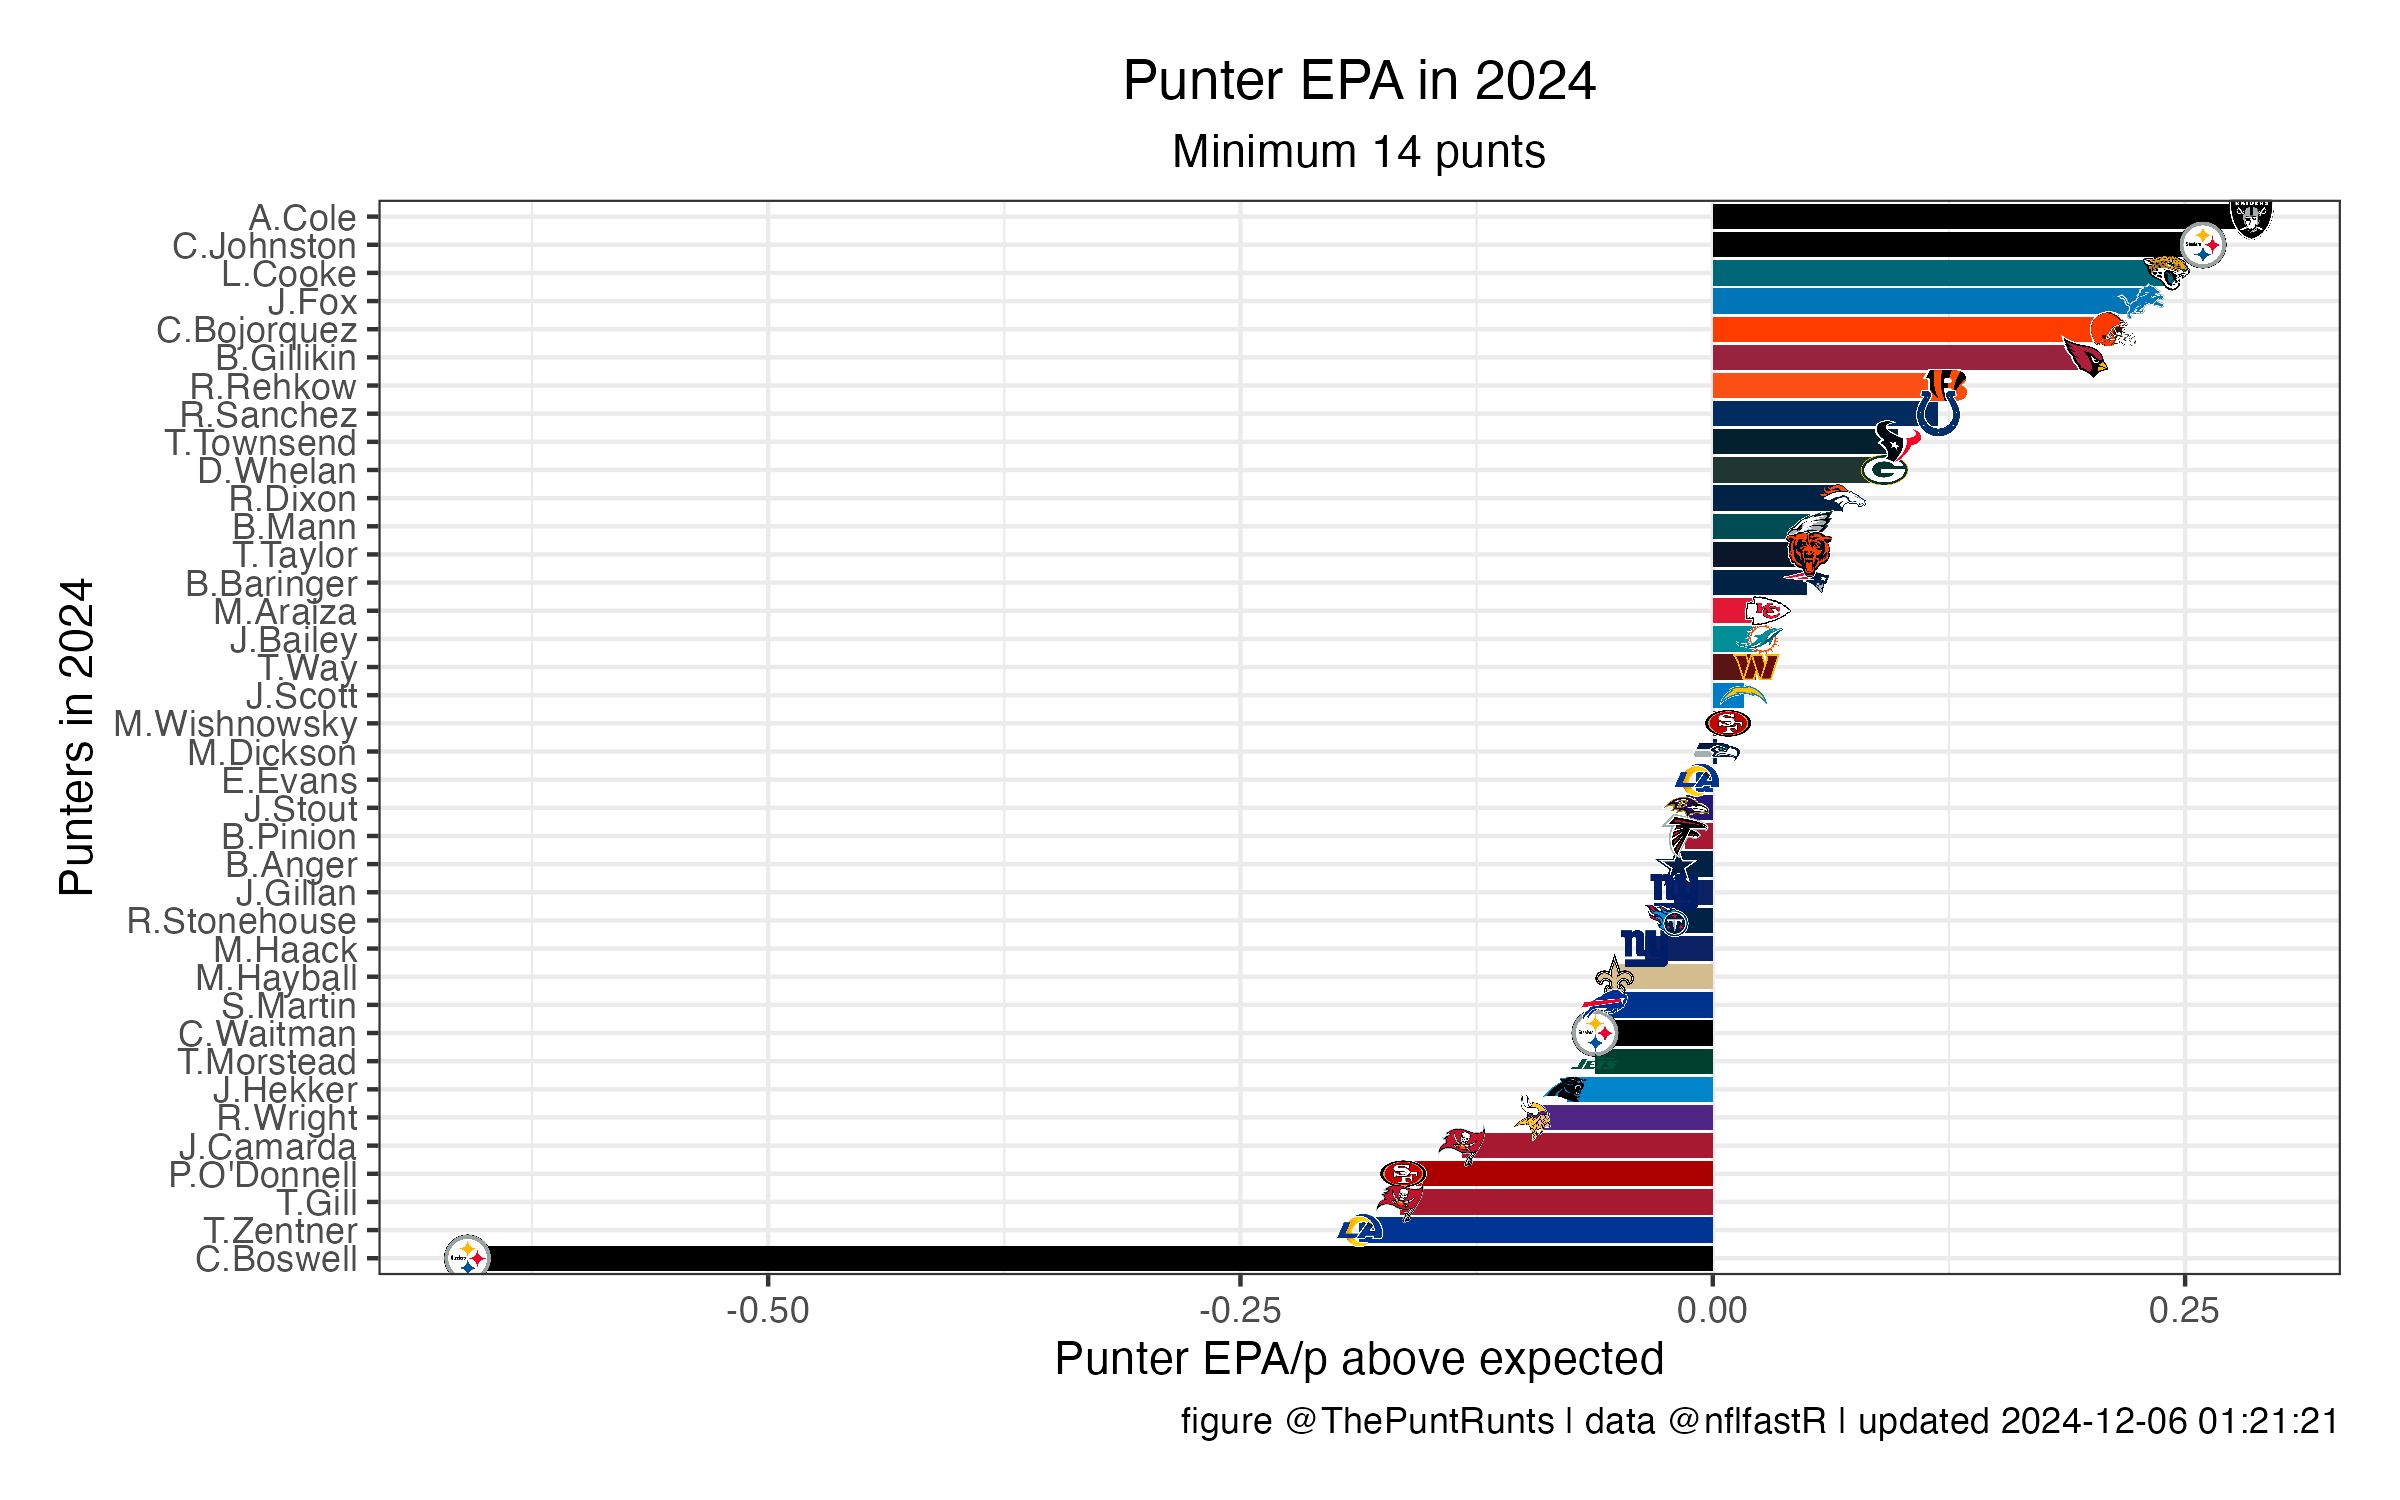 Punter EPA in 2024
Minimum 14 punts
A.Cole
C.Johnston
L.Cooke
J.Fox
C.Bojorquez
B.Gillikin
R.Rehkow
R.Sanchez
T.Townsend
D.Whelan
R.Dixon
B.Mann
T.Taylor
B.Baringer
M.Araiza
J.Bailey
T.Way
J.Scott
M.Wishnowsky
M.Dickson
E.Evans
J.Stout
B.Pinion
B.Anger
J.Gillan
R.Stonehouse
M.Haack
M.Hayball
S.Martin
C.Waitman
T.Morstead
J.Hekker
R.Wright
J.Camarda
P.O'Donnell
T.Gill
T.Zentner
C.Boswell
Punters in 2024
-0.50 -0.25 0.00 0.25
Punter EPA/p above expected
figure @ThePuntRunts | data @nflfastR | updated 2024-12-06 01:21:21